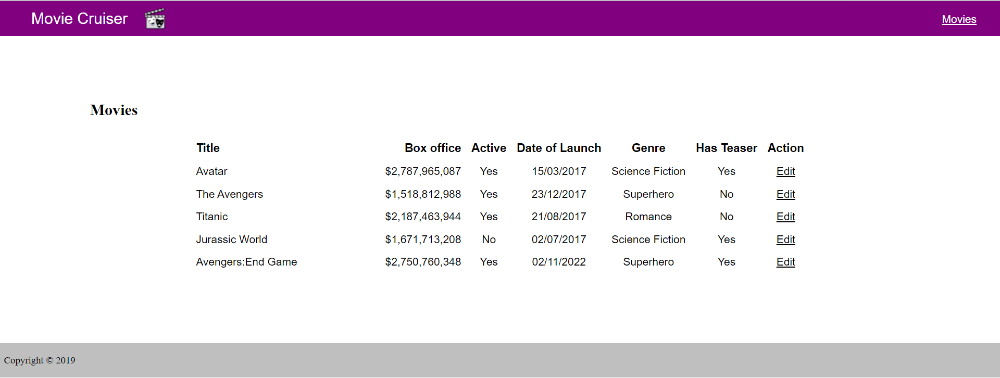 Movie Cruiser Movies
Movies
Title Box office Active Date of Launch Genre Has Teaser Action
Avatar $2,787,965,087 Yes 15/03/2017 Science Fiction Yes Edit
The Avengers $1,518,812,988 Yes 23/12/2017 Superhero No Edit
Titanic $2,187,463,944 Yes 21/08/2017 Romance No Edit
Jurassic World $1,671,713,208 No 02/07/2017 Science Fiction Yes Edit
Avengers:End Game $2,750,760,348 Yes 02/11/2022 Superhero Yes Edit
Copyright © 2019